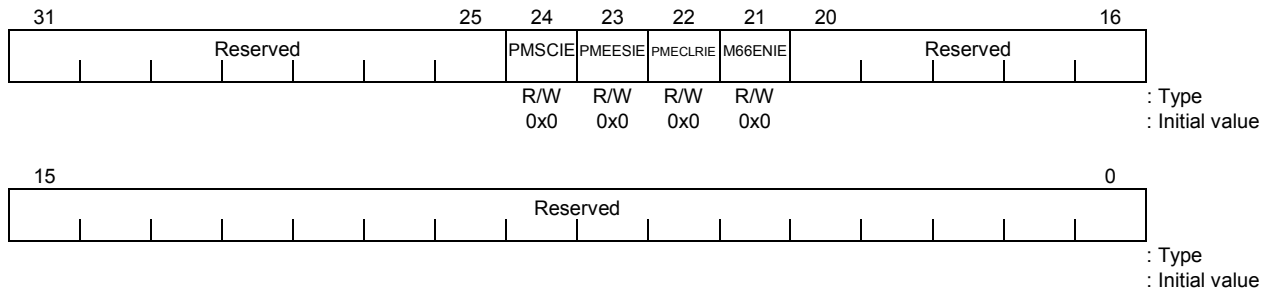 31 25 24 23 22 21 20 16
Reserved PMSCIE PMEESIE PMECLRIE M66ENIE Reserved
R/W R/W R/W R/W : Type
0x0 0x0 0x0 0x0 : Initial value
15 0
Reserved
: Type
: Initial value